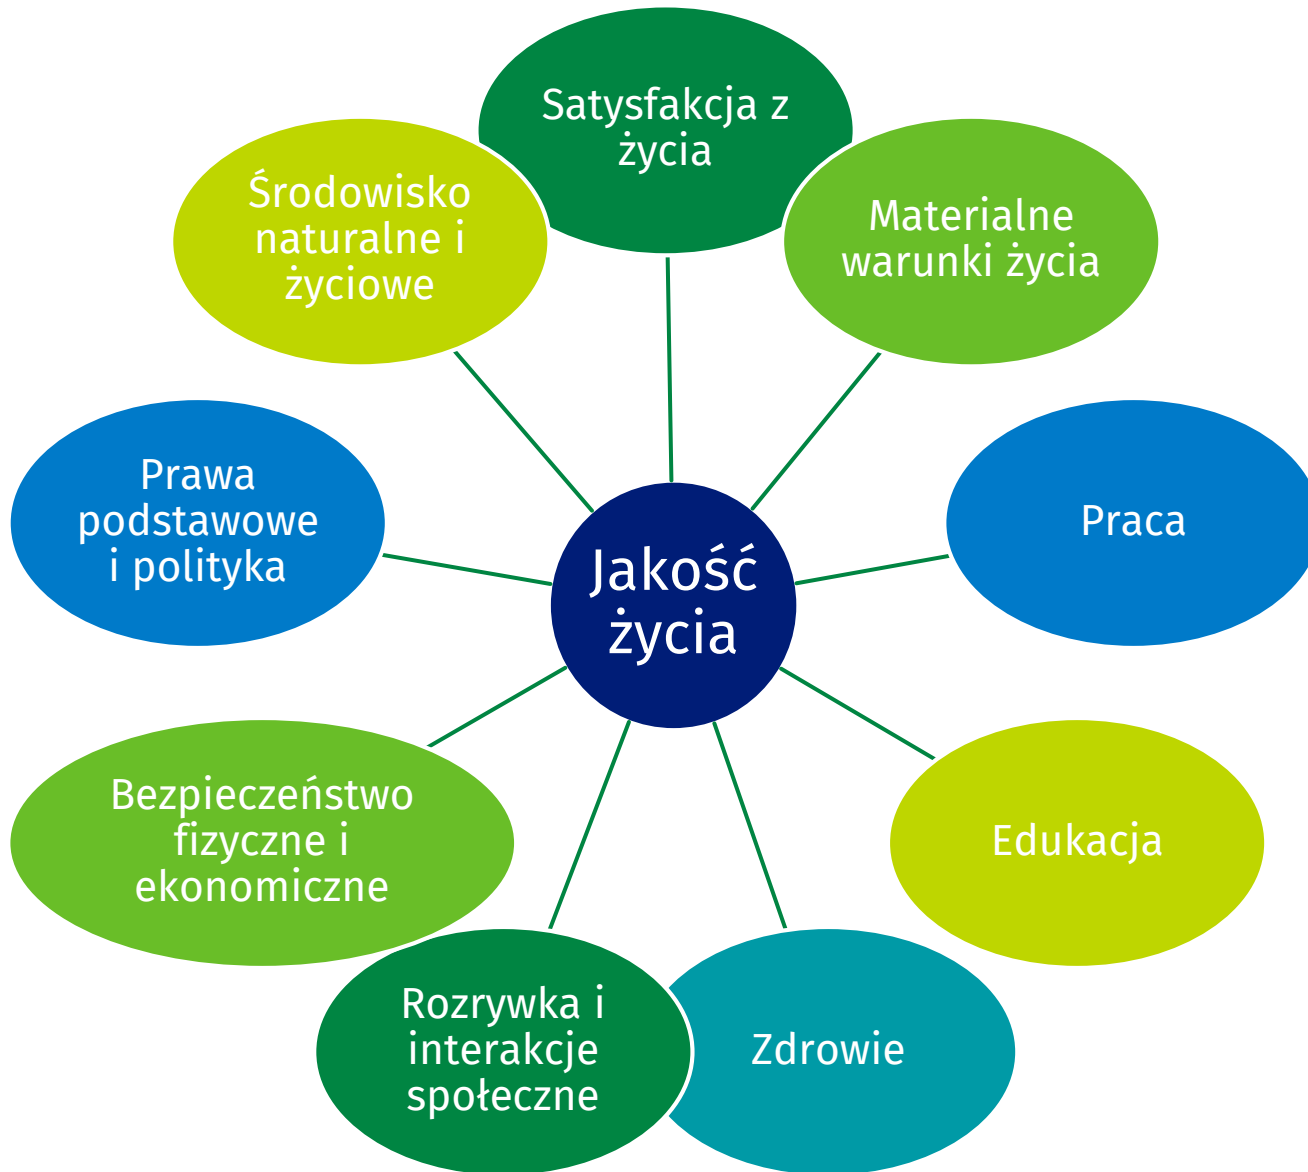 Satysfakcja z
życia
Środowisko
naturalne i
życiowe
Materialne
warunki życia
Prawa
podstawowe
i polityka
Praca
Jakość
życia
Bezpieczeństwo
fizyczne i
ekonomiczne
Edukacja
Rozrywka i
interakcje
społeczne
Zdrowie